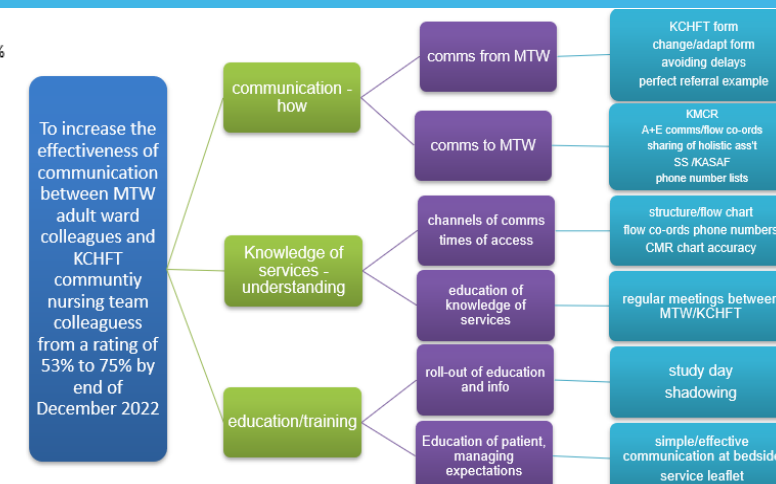 %
To increase the
effectiveness of
communication
between MTW
adult ward
colleagues and
KCHFT
communtiy
nursing team
colleaguess
from a rating of
53% to 75% by
end of
December 2022
communication -
how
Knowledge of
services -
understanding
education/training
comms from MTW
comms to MTW
channels of comms
times of access
education of
knowledge of
services
roll-out of education
and info
Education of patient,
managing
expectations
KCHFT form
change/adapt form
avoiding delays
perfect referral example
KMCR
A+E comms/flow co-ords
sharing of holistic ass't
SS /KASAF
phone number lists
structure/flow chart
flow co-ords phone numbers
CMR chart accuracy
regular meetings between
MTW/KCHFT
study day
shadowing
simple/effective
communication at bedside
service leaflet